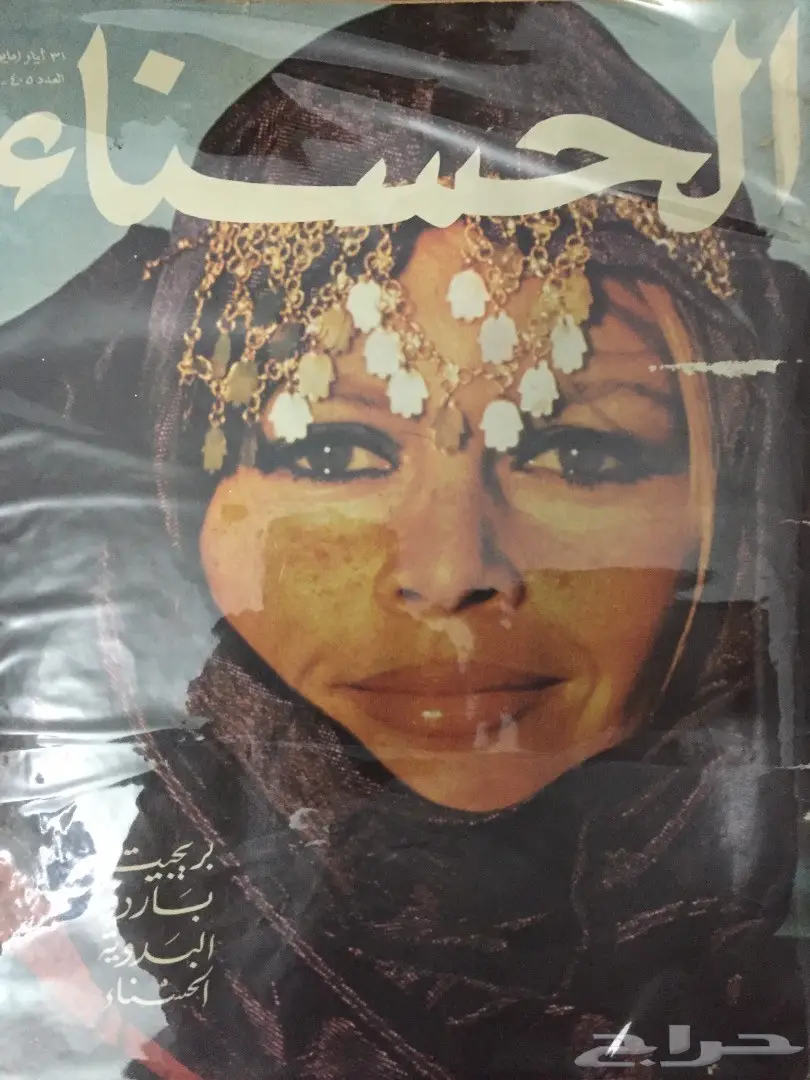 الحسناء
٣١ أيار (مايو
العدد ٤٠٥ -
بريجيت
باردو
البدوية
الحسناء
حراج